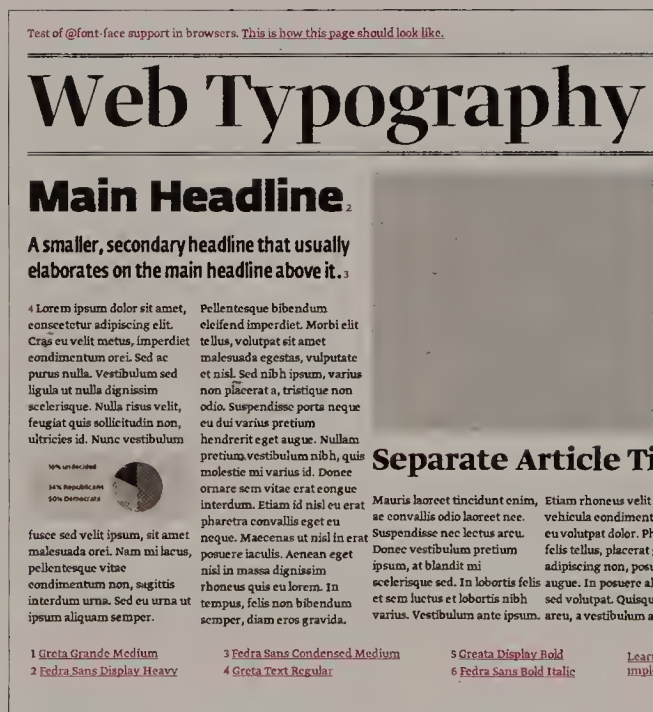 Test of @font-face support in browsers. This is how this page should look like.
Web Typography
Main Headline 2
A smaller, secondary headline that usually
elaborates on the main headline above it. 3
4 Lorem ipsum dolor sit amet,
consectetur adipiscing elit.
Cras eu velit metus, imperdiet
condimentum orci. Sed ac
purus nulla. Vestibulum sed
ligula ut nulla dignissim
scelerisque. Nulla risus velit,
feugiat quis sollicitudin non,
ultricies id. Nunc vestibulum
16% undecided
34% Republicans
50% Democrats
fusce sed velit ipsum, sit amet
malesuada orci. Nam mi lacus,
pellentesque vitae
condimentum non, sagittis
interdum urna. Sed eu urna ut
ipsum aliquam semper.
Pellentesque bibendum
eleifend imperdiet. Morbi elit
tellus, volutpat sit amet
malesuada egestas, vulputate
et nisl. Sed nibh ipsum, varius
non placerat a, tristique non
odio. Suspendisse porta neque
eu dui varius pretium
hendrerit eget augue. Nullam
pretium vestibulum nibh, quis
molestie mi varius id. Donec
ornare sem vitae erat congue
interdum. Etiam id nisl eu erat
pharetra convallis eget eu
neque. Maecenas ut nisl in erat
posuere iaculis. Aenean eget
nisl in massa dignissim
rhoncus quis eu lorem. In
tempus, felis non bibendum
semper, diam eros gravida.
Separate Article Ti
Mauris laoreet tincidunt enim,
ac convallis odio laoreet nec.
Suspendisse nec lectus arcu.
Donec vestibulum pretium
ipsum, at blandit mi
scelerisque sed. In lobortis felis
et sem luctus et lobortis nibh
varius. Vestibulum ante ipsum.
Etiam rhoncus velit
vehicula condiment
eu volutpat dolor. Ph
felis tellus, placerat
adipiscing non, posu
augue. In posuere al
sed volutpat. Quisqu
arcu, a vestibulum a
1 Greta Grande Medium
2 Fedra Sans Display Heavy
3 Fedra Sans Condensed Medium
4 Greta Text Regular
5 Greata Display Bold
6 Fedra Sans Bold Italic
Lear
impl